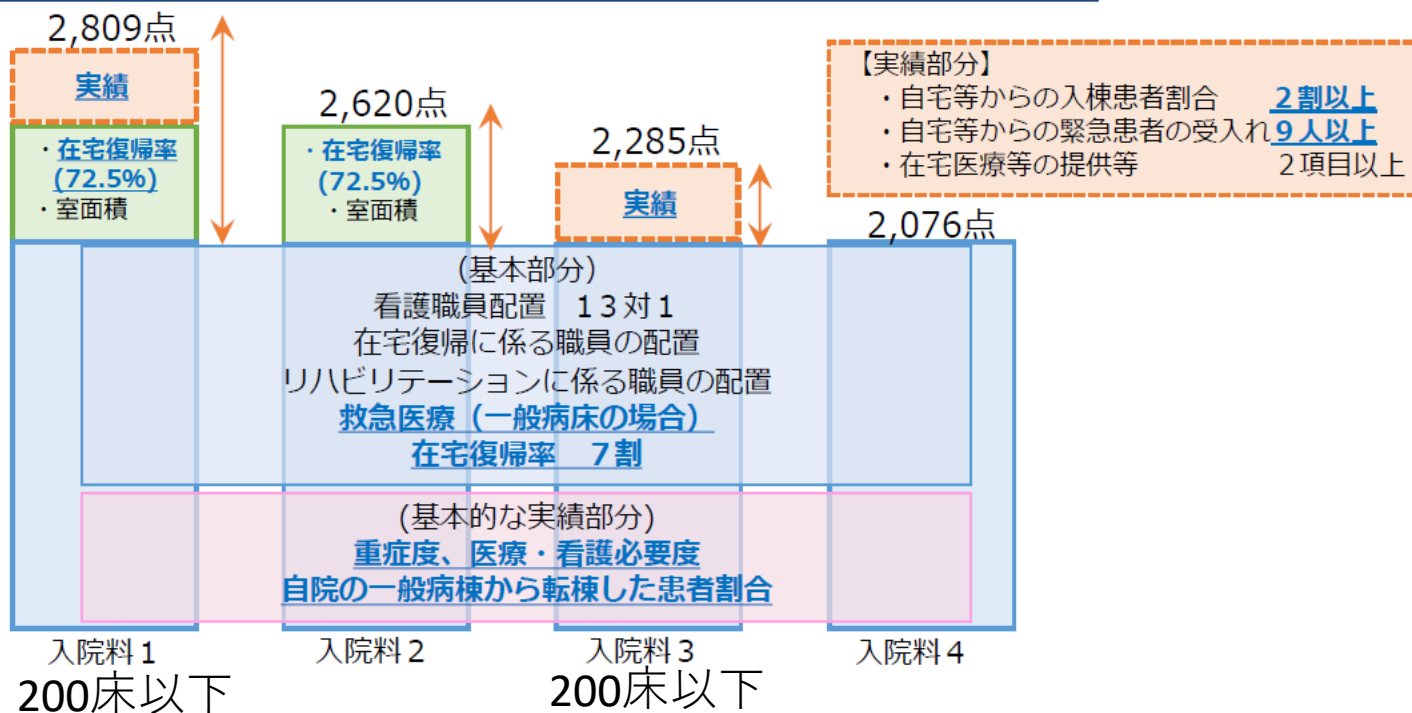 2,809点
実績
・在宅復帰率
(72.5%)
・室面積
2,620点
・在宅復帰率
(72.5%)
・室面積
2,285点
実績
2,076点
【実績部分】
・自宅等からの入棟患者割合 ２割以上
・自宅等からの緊急患者の受入れ９人以上
・在宅医療等の提供等 ２項目以上
(基本部分)
看護職員配置 １３対１
在宅復帰に係る職員の配置
リハビリテーションに係る職員の配置
救急医療（一般病床の場合）
在宅復帰率 ７割
(基本的な実績部分)
重症度、医療・看護必要度
自院の一般病棟から転棟した患者割合
入院料１
入院料２
入院料３
入院料４
200床以下
200床以下